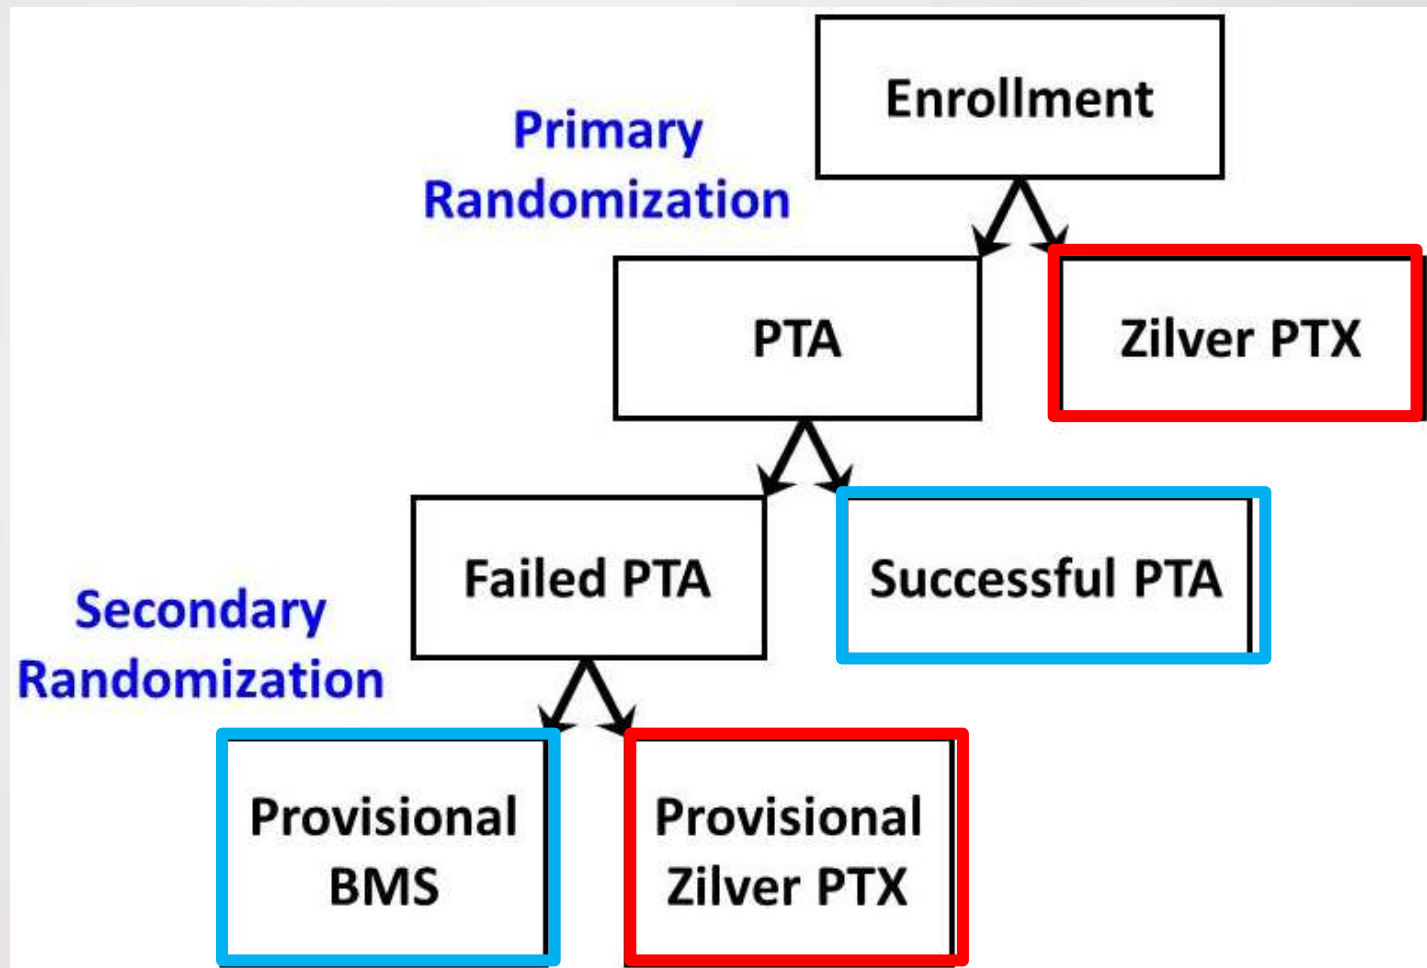 Enrollment
Primary
Randomization
PTA
Zilver PTX
Failed PTA
Successful PTA
Secondary
Randomization
Provisional
BMS
Provisional
Zilver PTX